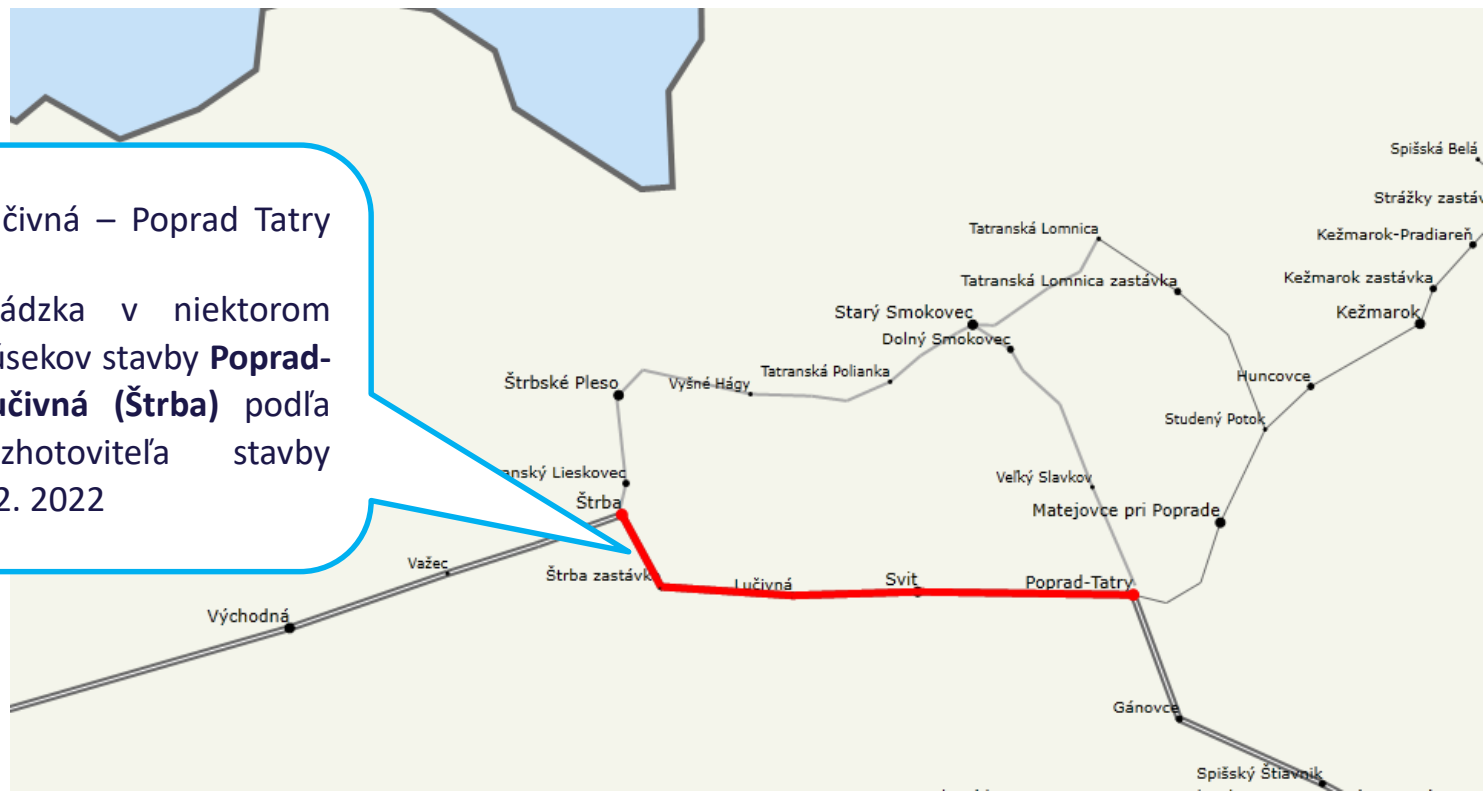 čivná – Poprad Tatry
ádzka v niektorom
úsekov stavby Poprad-
učivná (Štrba) podľa
zhotoviteľa stavby
2. 2022
Spišská Belá
Strážky zastáv
Kežmarok-Pradiareň
Tatranská Lomnica
Kežmarok zastávka
Tatranská Lomnica zastávka
Kežmarok
Starý Smokovec
Dolný Smokovec
Tatranská Polianka
Huncovce
Štrbské Pleso
Vyšné Hágy
Studený Potok
anský Lieskovec
Veľký Slavkov
Štrba
Matejovce pri Poprade
Važec
Štrba zastávk
Lučivná
Svit
Poprad-Tatry
Východná
Gánovce
Spišský Štiavnik